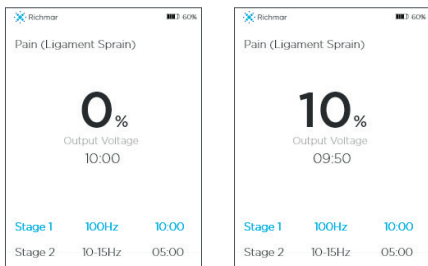 Richmar 60%
Pain (Ligament Sprain)
0%
Output Voltage
10:00
Stage 1 100Hz 10:00
Stage 2 10-15Hz 05:00
Richmar 60%
Pain (Ligament Sprain)
10%
Output Voltage
09:50
Stage 1 100Hz 10:00
Stage 2 10-15Hz 05:00